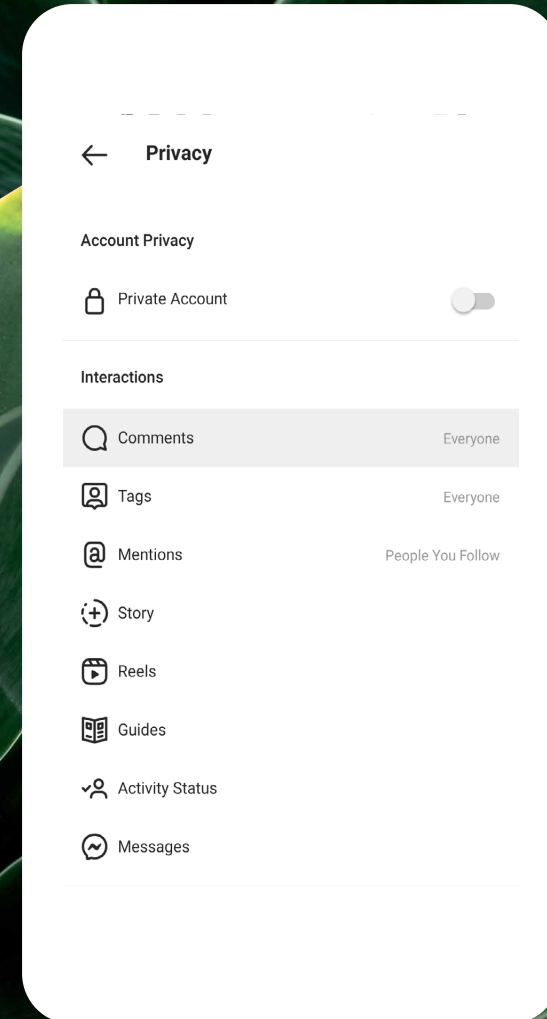 Privacy
Account Privacy
Private Account
Interactions
Comments Everyone
Tags Everyone
Mentions People You Follow
Story
Reels
Guides
Activity Status
Messages